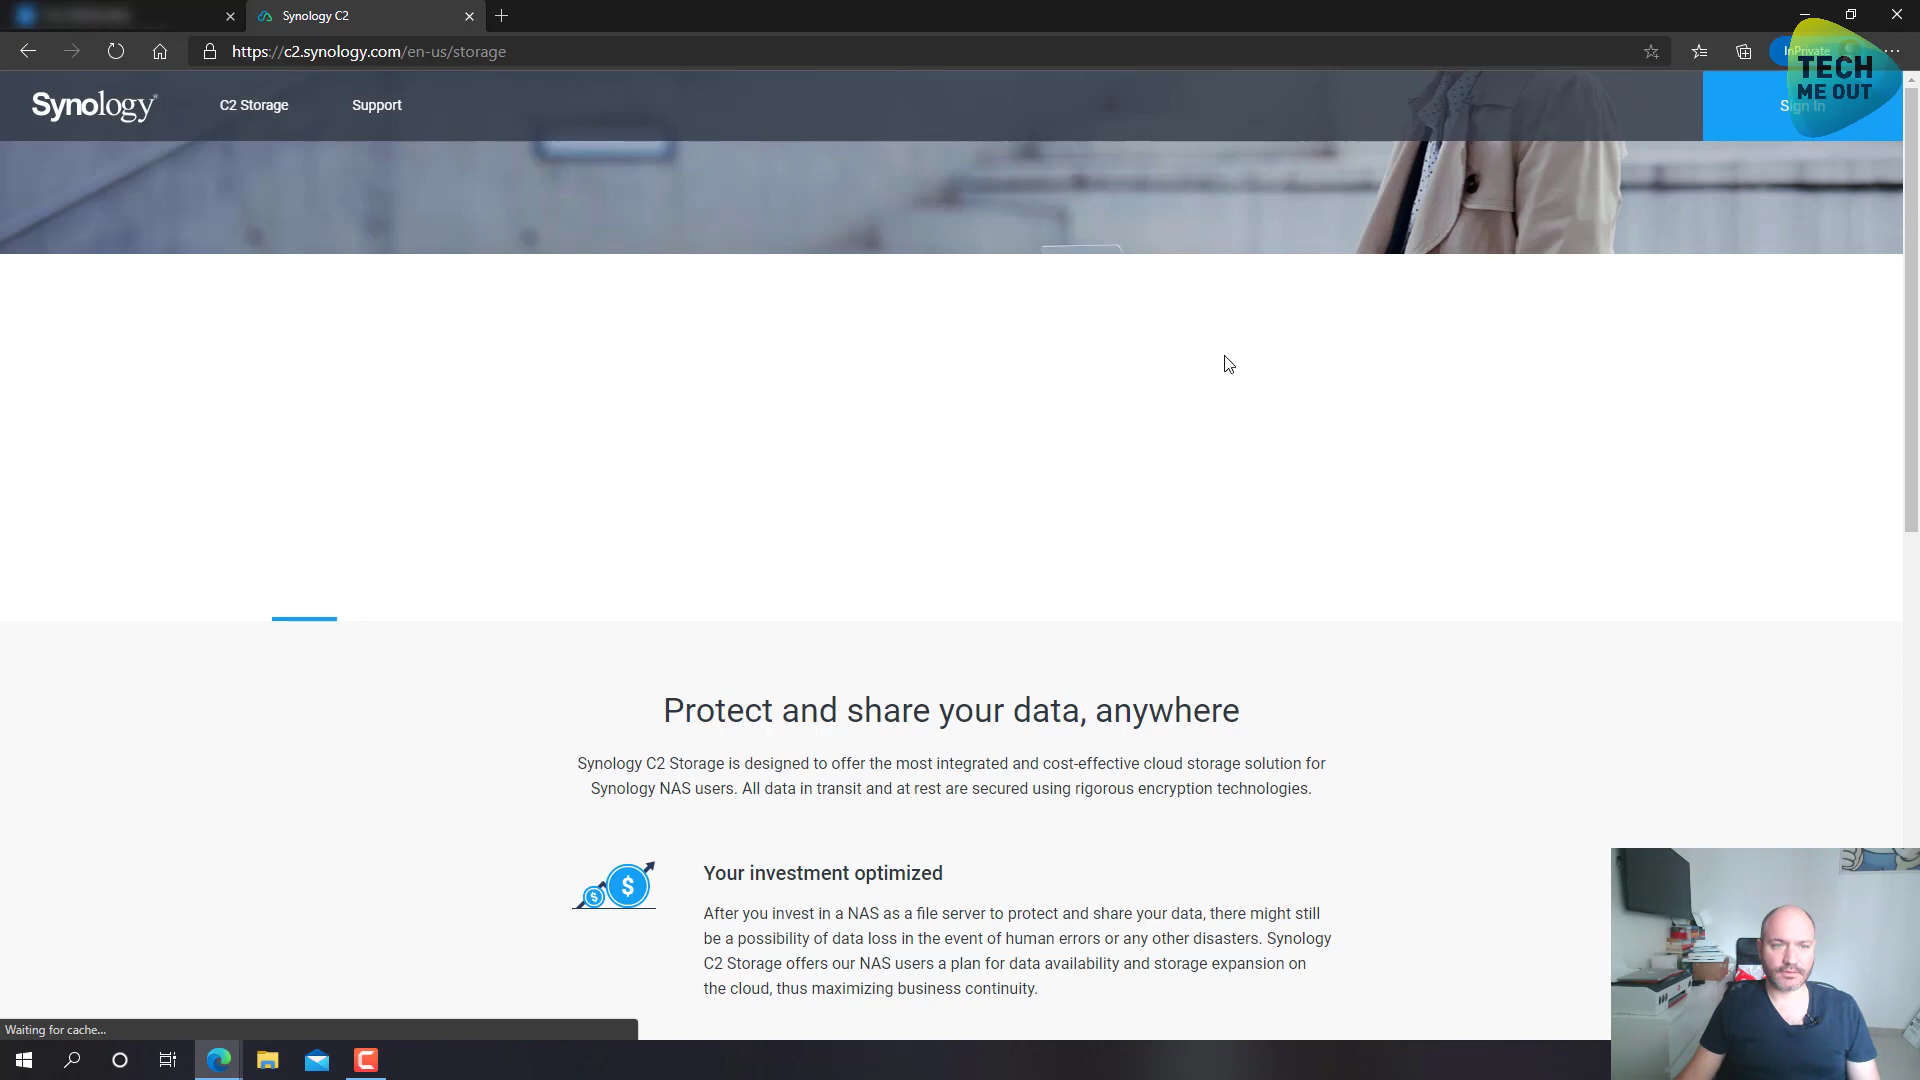 Synology C2
https://c2.synology.com/en-us/storage
InPrivate
TECH
ME OUT
Synology
C2 Storage
Support
Sign In
Protect and share your data, anywhere
Synology C2 Storage is designed to offer the most integrated and cost-effective cloud storage solution for
Synology NAS users. All data in transit and at rest are secured using rigorous encryption technologies.
$
$
Your investment optimized
After you invest in a NAS as a file server to protect and share your data, there might still
be a possibility of data loss in the event of human errors or any other disasters. Synology
C2 Storage offers our NAS users a plan for data availability and storage expansion on
the cloud, thus maximizing business continuity.
Waiting for cache...